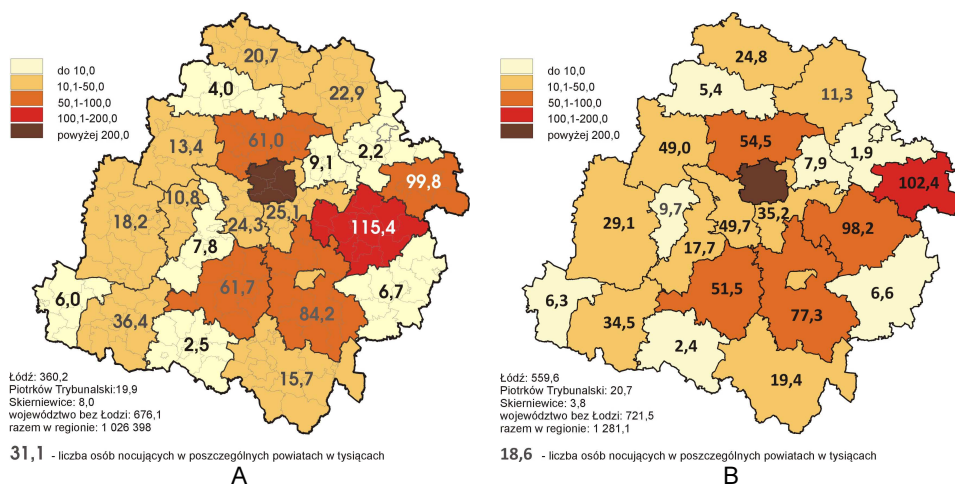 do 10,0
10,1-50,0
50,1-100,0
100,1-200,0
powyżej 200,0
20,7
4,0
22,9
13,4
61,0
9,1
2,2
99,8
10,8
18,2
24,3
25,1
115,4
7,8
6,0
61,7
84,2
6,7
36,4
2,5
15,7
Łódź: 360,2
Piotrków Trybunalski:19,9
Skierniewice: 8,0
województwo bez Łodzi: 676,1
razem w regionie: 1 026 398
31,1 - liczba osób nocujących w poszczególnych powiatach w tysiącach
A
do 10,0
10,1-50,0
50,1-100,0
100,1-200,0
powyżej 200,0
24,8
5,4
11,3
49,0
54,5
7,9
1,9
102,4
9,7
29,1
49,7
35,2
98,2
17,7
6,3
51,5
77,3
6,6
34,5
2,4
19,4
Łódź: 559,6
Piotrków Trybunalski: 20,7
Skierniewice: 3,8
województwo bez Łodzi: 721,5
razem w regionie: 1 281,1
18,6 - liczba osób nocujących w poszczególnych powiatach w tysiącach
B